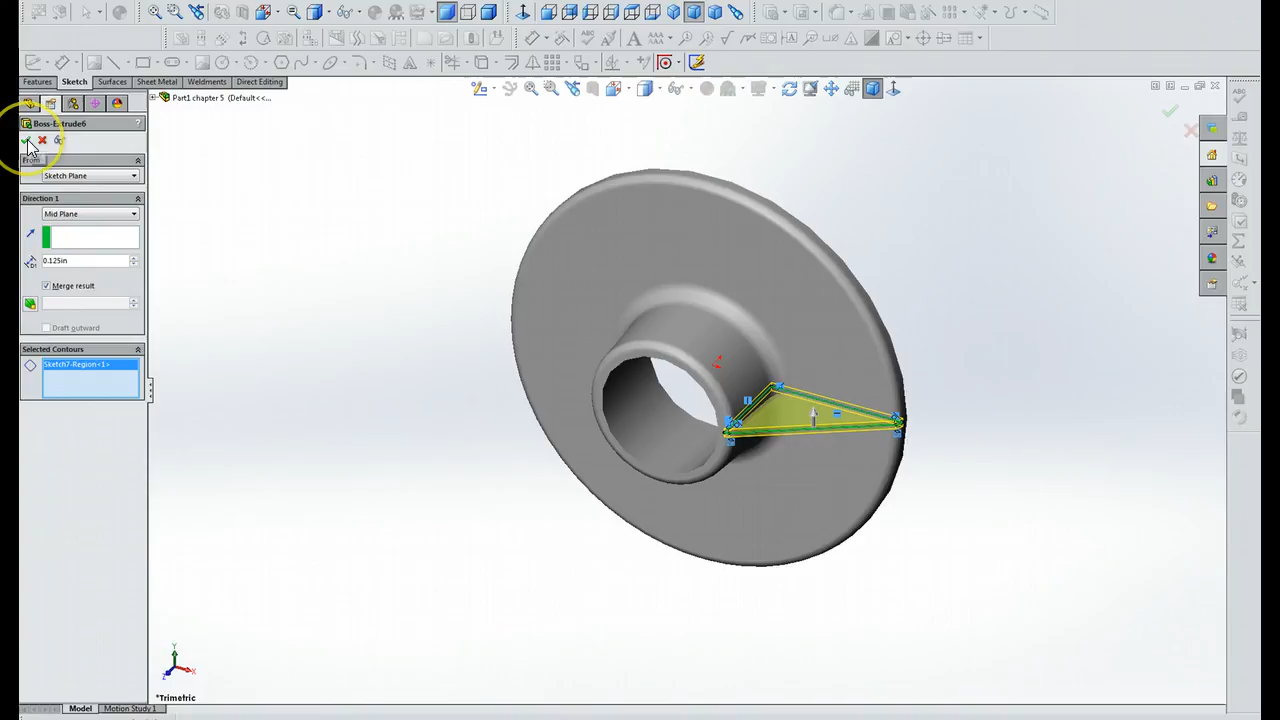 Features
Sketch
Surfaces
Sheet Metal
Weldments
Direct Editing
Part1 chapter 5 (Default<<...
Boss-Extrude6
?
From
Sketch Plane
Direction 1
Mid Plane
D1
0.125in
Merge result
Draft outward
Selected Contours
Sketch7-Region<1>
Y
X
Z
*Trimetric
Model
Motion Study 1